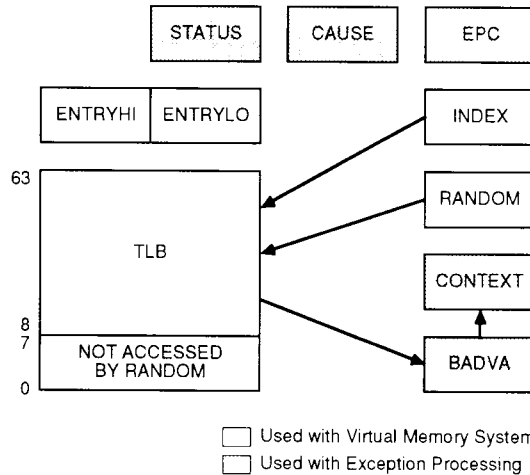 STATUS
CAUSE
EPC
ENTRYHI
ENTRYLO
INDEX
63
TLB
RANDOM
CONTEXT
8
7
NOT ACCESSED
BY RANDOM
BADVA
0
Used with Virtual Memory System
Used with Exception Processing